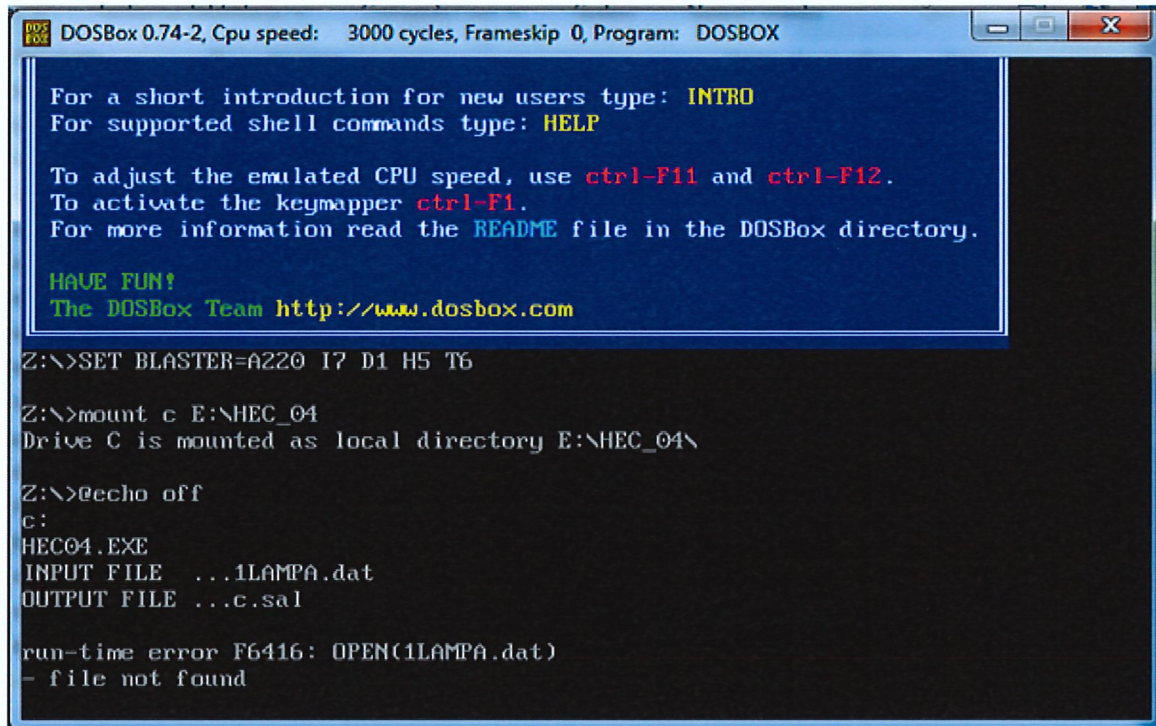 DOSBox 0.74-2, Cpu speed: 3000 cycles, Frameskip 0, Program: DOSBOX
For a short introduction for new users type: INTRO
For supported shell commands type: HELP
To adjust the emulated CPU speed, use ctrl-F11 and ctrl-F12.
To activate the keymapper ctrl-F1.
For more information read the README file in the DOSBox directory.
HAVE FUN!
The DOSBox Team http://www.dosbox.com
Z:\>SET BLASTER=A220 I7 D1 H5 T6
Z:\>mount c E:\HEC_04
Drive C is mounted as local directory E:\HEC_04\
Z:\>@echo off
c:
HEC04.EXE
INPUT FILE ...1LAMPA.dat
OUTPUT FILE ...c.sal
run-time error F6416: OPEN(1LAMPA.dat)
- file not found